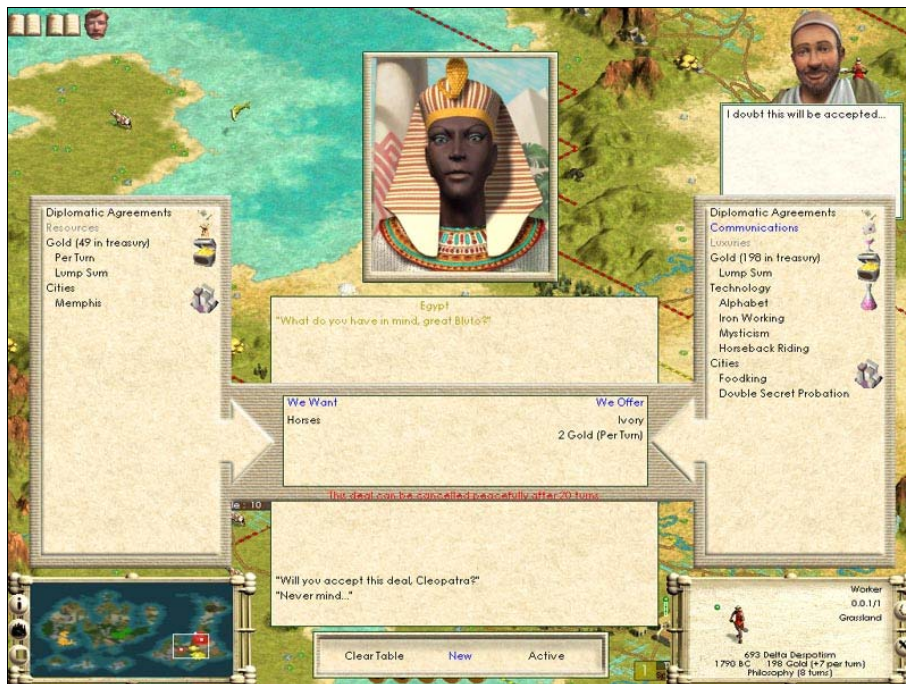 I doubt this will be accepted...
Diplomatic Agreements
Resources
Gold (49 in treasury)
Per Turn
Lump Sum
Cities
Memphis
Egypt
"What do you have in mind, great Bluto?"
We Want
We Offer
Horses
Ivory
2 Gold (Per Turn)
This deal can be cancelled peacefully after 20 turns
Diplomatic Agreements
Communications
Luxuries
Gold (198 in treasury)
Lump Sum
Technology
Alphabet
Iron Working
Mysticism
Horseback Riding
Cities
Foodking
Double Secret Probation
: 10
"Will you accept this deal, Cleopatra?"
"Never mind..."
Clear Table
New
Active
1
Worker
0.0.1/1
Grassland
693 Delta Despotism
1790 BC 198 Gold (+7 per turn)
Philosophy (8 turns)